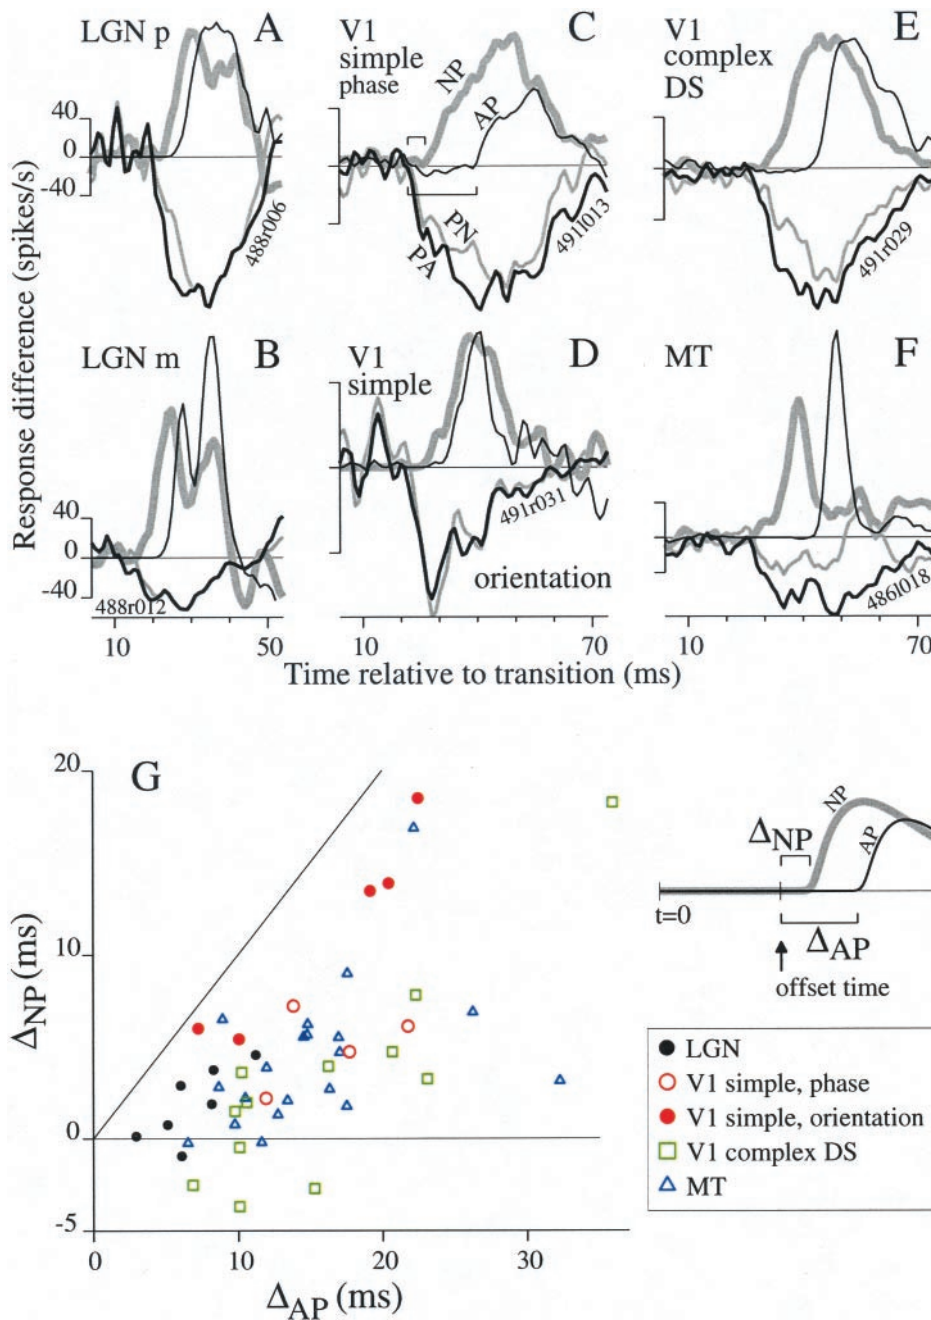 LGN p
A
V1
simple
phase
C
V1
complex
DS
E
NP
AP
PN
PA
40
0
-40
488r006
491l013
491r029
LGN m
B
V1
simple
D
MT
F
40
0
-40
488r012
491r031
orientation
486l018
10
50
10
70
10
70
Response difference (spikes/s)
Time relative to transition (ms)
G
20
10
0
-5
0
10
20
30
ΔNP (ms)
ΔAP (ms)
NP
AP
ΔNP
t=0
ΔAP
offset time
LGN
V1 simple, phase
V1 simple, orientation
V1 complex DS
MT